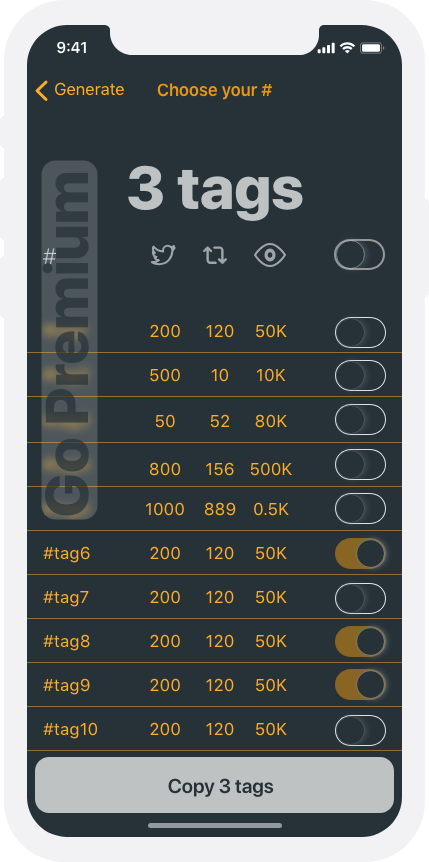 9:41
Generate Choose your #
3 tags
Go Premium
#
200 120 50K
500 10 10K
50 52 80K
800 156 500K
1000 889 0.5K
#tag6 200 120 50K
#tag7 200 120 50K
#tag8 200 120 50K
#tag9 200 120 50K
#tag10 200 120 50K
Copy 3 tags